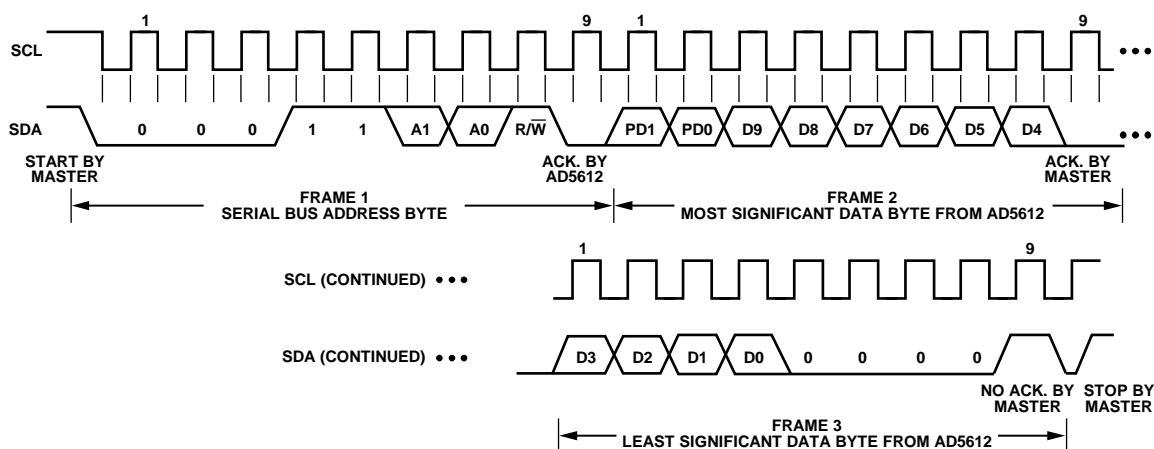 1 9 1 9
SCL
SDA 0 0 0 1 1 A1 A0 R/W̅ PD1 PD0 D9 D8 D7 D6 D5 D4
START BY
MASTER
ACK. BY
AD5612
ACK. BY
MASTER
FRAME 1
SERIAL BUS ADDRESS BYTE
FRAME 2
MOST SIGNIFICANT DATA BYTE FROM AD5612
1 9
SCL (CONTINUED)
SDA (CONTINUED) D3 D2 D1 D0 0 0 0 0
NO ACK. BY
MASTER
STOP BY
MASTER
FRAME 3
LEAST SIGNIFICANT DATA BYTE FROM AD5612